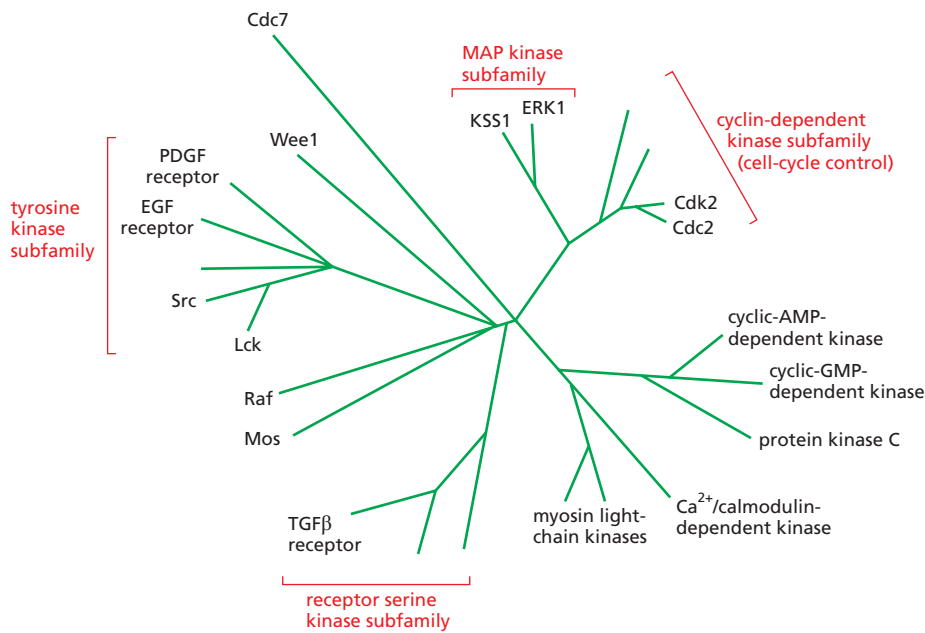 Cdc7
MAP kinase
subfamily
ERK1
KSS1
cyclin-dependent
kinase subfamily
(cell-cycle control)
Wee1
PDGF
receptor
tyrosine
kinase
subfamily
EGF
receptor
Cdk2
Cdc2
Src
Lck
cyclic-AMP-
dependent kinase
cyclic-GMP-
dependent kinase
Raf
Mos
protein kinase C
Ca2+/calmodulin-
dependent kinase
myosin light-
chain kinases
TGFβ
receptor
receptor serine
kinase subfamily